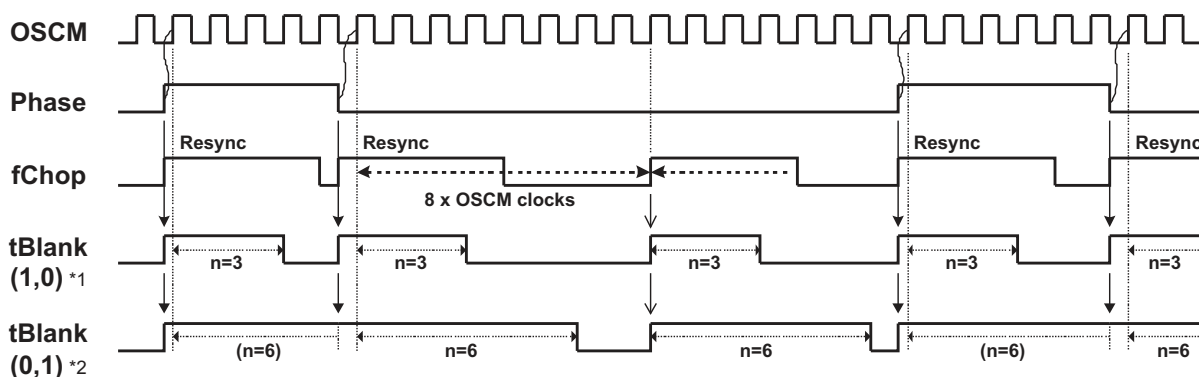 OSCM
Phase
Resync Resync Resync Resync
fChop
8 x OSCM clocks
tBlank
(1,0) *1
n=3 n=3 n=3 n=3 n=3
tBlank
(0,1) *2
(n=6) n=6 n=6 (n=6) n=6